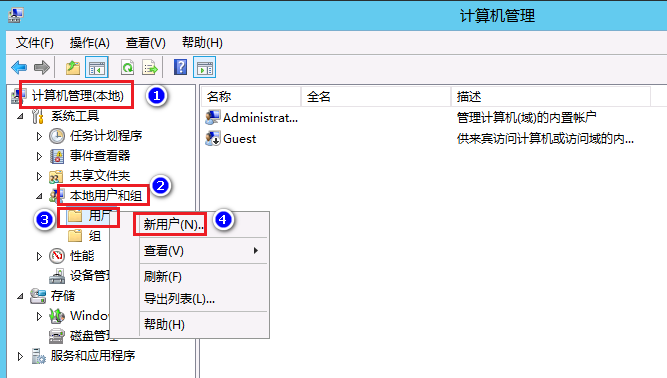 计算机管理
文件(F) 操作(A) 查看(V) 帮助(H)
计算机管理(本地) 1
系统工具
任务计划程序
事件查看器
共享文件夹
本地用户和组 2
3 用户
组
性能
设备管理
存储
Window
磁盘管理
服务和应用程序
名称 全名 描述
Administrat... 管理计算机(域)的内置帐户
Guest 供来宾访问计算机或访问域的内...
新用户(N)... 4
查看(V)
刷新(F)
导出列表(L)...
帮助(H)